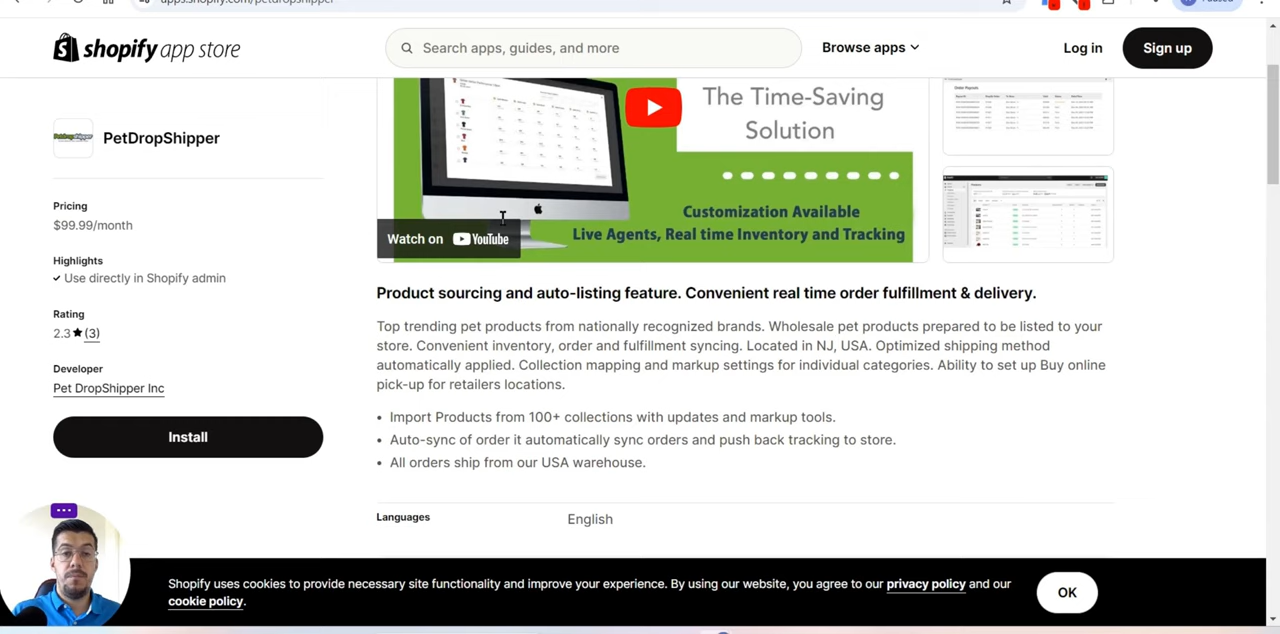 apps.shopify.com/petdropshipper
shopify app store
Search apps, guides, and more
Browse apps
Log in
Sign up
PetDropShipper
Pricing
$99.99/month
Highlights
Use directly in Shopify admin
Rating
2.3★ (3)
Developer
Pet DropShipper Inc
Install
The Time-Saving
Solution
Customization Available
Live Agents, Real time Inventory and Tracking
Watch on YouTube
Product sourcing and auto-listing feature. Convenient real time order fulfillment & delivery.
Top trending pet products from nationally recognized brands. Wholesale pet products prepared to be listed to your
store. Convenient inventory, order and fulfillment syncing. Located in NJ, USA. Optimized shipping method
automatically applied. Collection mapping and markup settings for individual categories. Ability to set up Buy online
pick-up for retailers locations.
• Import Products from 100+ collections with updates and markup tools.
• Auto-sync of order it automatically sync orders and push back tracking to store.
• All orders ship from our USA warehouse.
Languages
English
Shopify uses cookies to provide necessary site functionality and improve your experience. By using our website, you agree to our privacy policy and our
cookie policy.
OK